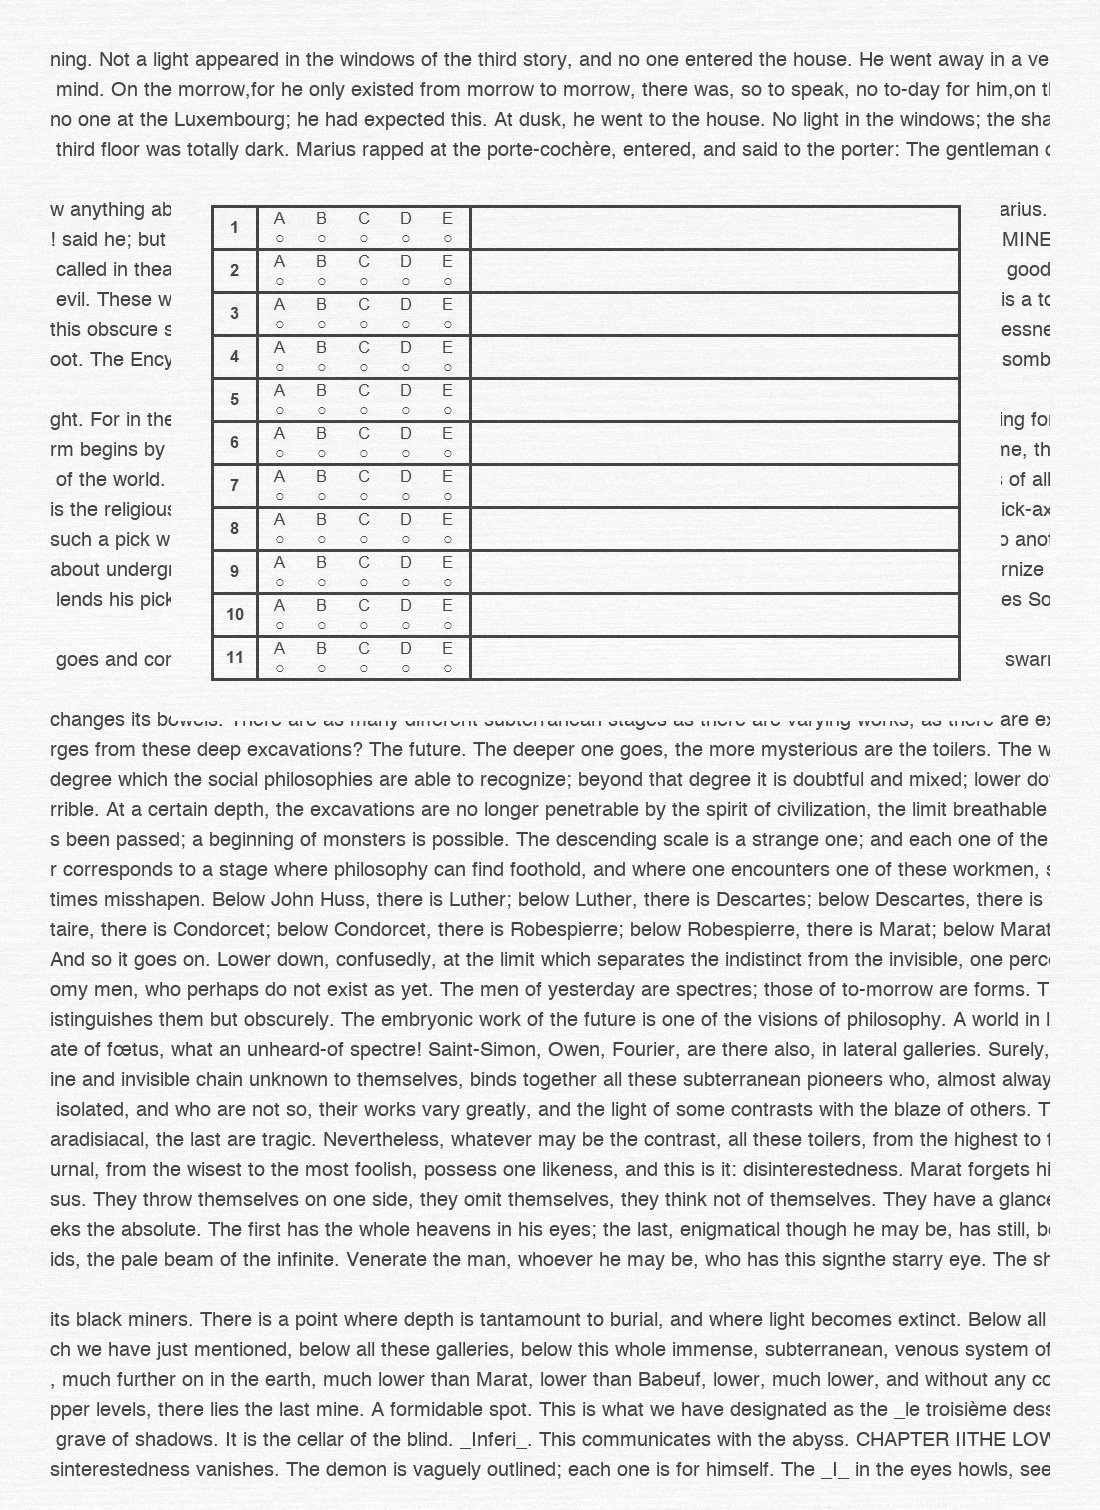 ning. Not a light appeared in the windows of the third story, and no one entered the house. He went away in a ve
mind. On the morrow,for he only existed from morrow to morrow, there was, so to speak, no to-day for him,on
no one at the Luxembourg; he had expected this. At dusk, he went to the house. No light in the windows; the sha
third floor was totally dark. Marius rapped at the porte-cochère, entered, and said to the porter: The gentleman
w anything ab
arius.
! said he; but
MINE
called in thea
good
evil. These w
is a to
this obscure s
essne
oot. The Ency
somb
ght. For in the
ing for
rm begins by
me, th
of the world.
of all
is the religious
ick-ax
such a pick w
anot
about undergr
rnize
lends his pick
es So
goes and cor
swarr
1 A B C D E
2 A B C D E
3 A B C D E
4 A B C D E
5 A B C D E
6 A B C D E
7 A B C D E
8 A B C D E
9 A B C D E
10 A B C D E
11 A B C D E
changes its bowels. There are as many different subterranean stages as there are varying works, as there are ex
rges from these deep excavations? The future. The deeper one goes, the more mysterious are the toilers. The w
degree which the social philosophies are able to recognize; beyond that degree it is doubtful and mixed; lower do
rrible. At a certain depth, the excavations are no longer penetrable by the spirit of civilization, the limit breathable
s been passed; a beginning of monsters is possible. The descending scale is a strange one; and each one of the
r corresponds to a stage where philosophy can find foothold, and where one encounters one of these workmen, s
times misshapen. Below John Huss, there is Luther; below Luther, there is Descartes; below Descartes, there is
taire, there is Condorcet; below Condorcet, there is Robespierre; below Robespierre, there is Marat; below Marat
And so it goes on. Lower down, confusedly, at the limit which separates the indistinct from the invisible, one perc
omy men, who perhaps do not exist as yet. The men of yesterday are spectres; those of to-morrow are forms. T
istinguishes them but obscurely. The embryonic work of the future is one of the visions of philosophy. A world in
ate of fœtus, what an unheard-of spectre! Saint-Simon, Owen, Fourier, are there also, in lateral galleries. Surely,
ine and invisible chain unknown to themselves, binds together all these subterranean pioneers who, almost alway
isolated, and who are not so, their works vary greatly, and the light of some contrasts with the blaze of others. T
aradisiacal, the last are tragic. Nevertheless, whatever may be the contrast, all these toilers, from the highest to
urnal, from the wisest to the most foolish, possess one likeness, and this is it: disinterestedness. Marat forgets hi
sus. They throw themselves on one side, they omit themselves, they think not of themselves. They have a glance
eks the absolute. The first has the whole heavens in his eyes; the last, enigmatical though he may be, has still, be
ids, the pale beam of the infinite. Venerate the man, whoever he may be, who has this signthe starry eye. The sh
its black miners. There is a point where depth is tantamount to burial, and where light becomes extinct. Below all
ch we have just mentioned, below all these galleries, below this whole immense, subterranean, venous system of
, much further on in the earth, much lower than Marat, lower than Babeuf, lower, much lower, and without any co
pper levels, there lies the last mine. A formidable spot. This is what we have designated as the _le troisième dess
grave of shadows. It is the cellar of the blind. _Inferi_. This communicates with the abyss. CHAPTER IITHE LOW
sinterestedness vanishes. The demon is vaguely outlined; each one is for himself. The _I_ in the eyes howls, see